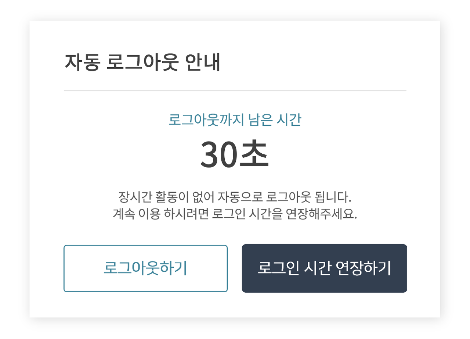 자동 로그아웃 안내
로그아웃까지 남은 시간
30초
장시간 활동이 없어 자동으로 로그아웃 됩니다.
계속 이용 하시려면 로그인 시간을 연장해주세요.
로그아웃하기
로그인 시간 연장하기